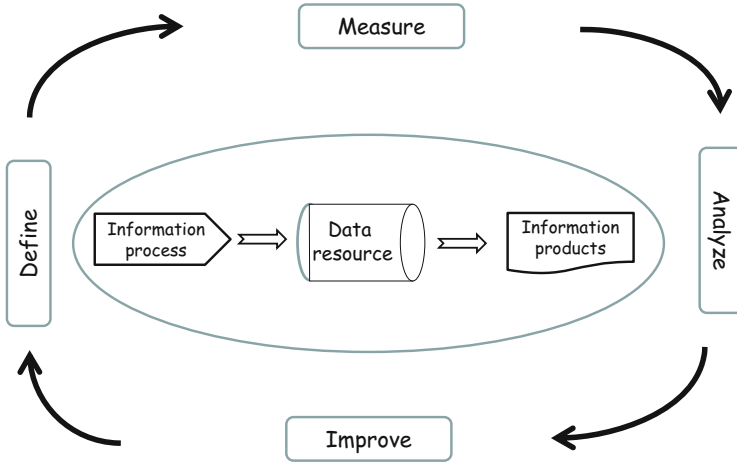 Measure
Define
Information
process
Data
resource
Information
products
Analyze
Improve